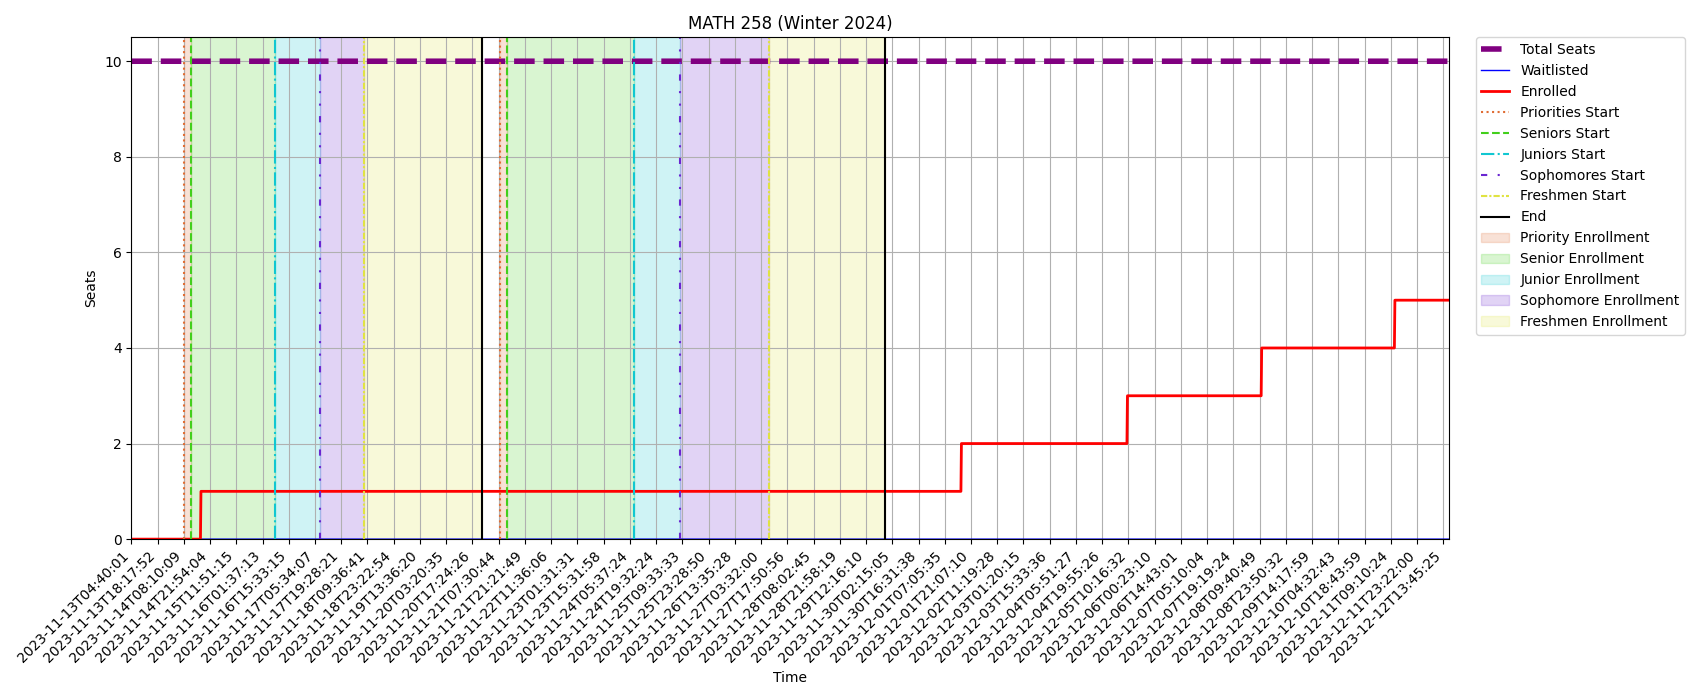 MATH 258 (Winter 2024)
Seats
10
8
6
4
2
0
2023-11-13T04:40:01
2023-11-13T18:17:52
2023-11-14T08:10:09
2023-11-14T21:54:04
2023-11-15T11:51:15
2023-11-16T01:37:13
2023-11-16T15:33:15
2023-11-17T05:34:07
2023-11-17T19:28:21
2023-11-18T09:36:41
2023-11-18T23:22:54
2023-11-19T13:36:20
2023-11-20T03:20:35
2023-11-20T17:24:26
2023-11-21T07:30:44
2023-11-21T21:21:49
2023-11-22T11:36:06
2023-11-23T01:31:31
2023-11-23T15:31:58
2023-11-24T05:37:24
2023-11-24T19:32:24
2023-11-25T09:33:33
2023-11-25T23:28:50
2023-11-26T13:35:28
2023-11-27T03:32:00
2023-11-27T17:50:56
2023-11-28T08:02:45
2023-11-28T21:58:19
2023-11-29T12:16:10
2023-11-30T02:15:05
2023-11-30T16:31:38
2023-12-01T07:05:35
2023-12-01T21:07:10
2023-12-02T11:19:28
2023-12-03T01:20:15
2023-12-03T15:33:36
2023-12-04T05:51:27
2023-12-04T19:55:26
2023-12-05T10:16:32
2023-12-06T00:23:10
2023-12-06T14:43:01
2023-12-07T05:10:04
2023-12-07T19:19:24
2023-12-08T09:40:49
2023-12-08T23:50:32
2023-12-09T14:17:59
2023-12-10T04:32:43
2023-12-10T18:43:59
2023-12-11T09:10:24
2023-12-11T23:22:00
2023-12-12T13:45:25
Time
Total Seats
Waitlisted
Enrolled
Priorities Start
Seniors Start
Juniors Start
Sophomores Start
Freshmen Start
End
Priority Enrollment
Senior Enrollment
Junior Enrollment
Sophomore Enrollment
Freshmen Enrollment